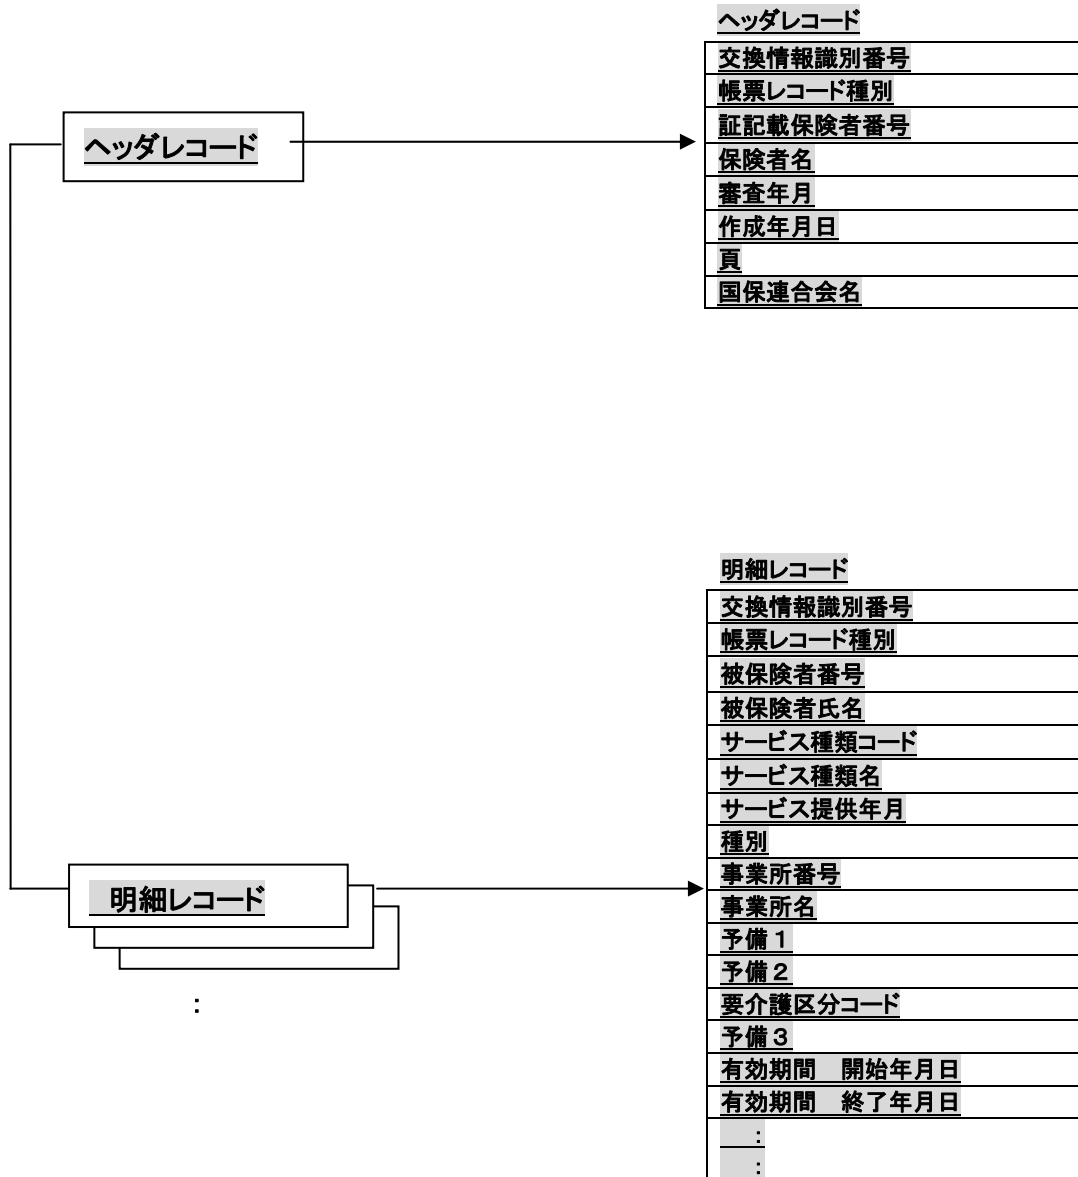 ヘッダレコード
ヘッダレコード
交換情報識別番号
帳票レコード種別
証記載保険者番号
保険者名
審査年月
作成年月日
頁
国保連合会名
明細レコード
：
明細レコード
交換情報識別番号
帳票レコード種別
被保険者番号
被保険者氏名
サービス種類コード
サービス種類名
サービス提供年月
種別
事業所番号
事業所名
予備１
予備２
要介護区分コード
予備３
有効期間　開始年月日
有効期間　終了年月日
：
：